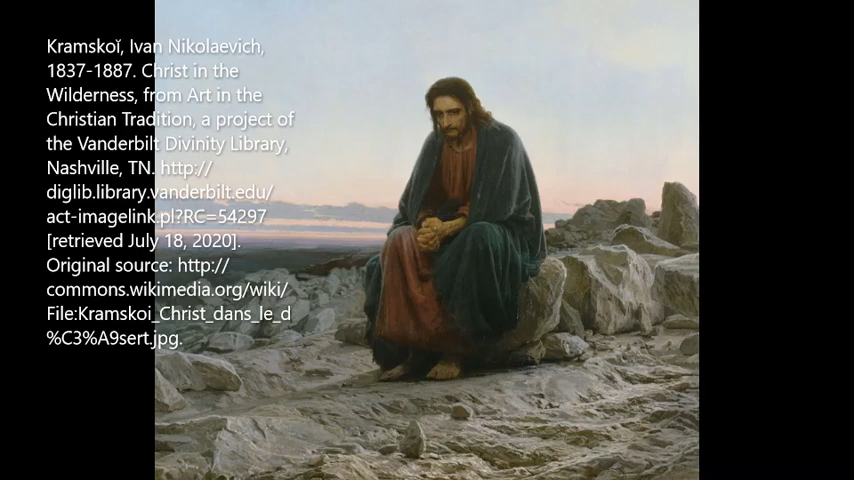 Kramskoĭ, Ivan Nikolaevich,
1837-1887. Christ in the
Wilderness, from Art in the
Christian Tradition, a project of
the Vanderbilt Divinity Library,
Nashville, TN. http://
diglib.library.vanderbilt.edu/
act-imagelink.pl?RC=54297
[retrieved July 18, 2020].
Original source: http://
commons.wikimedia.org/wiki/
File:Kramskoi_Christ_dans_le_d
%C3%A9sert.jpg.